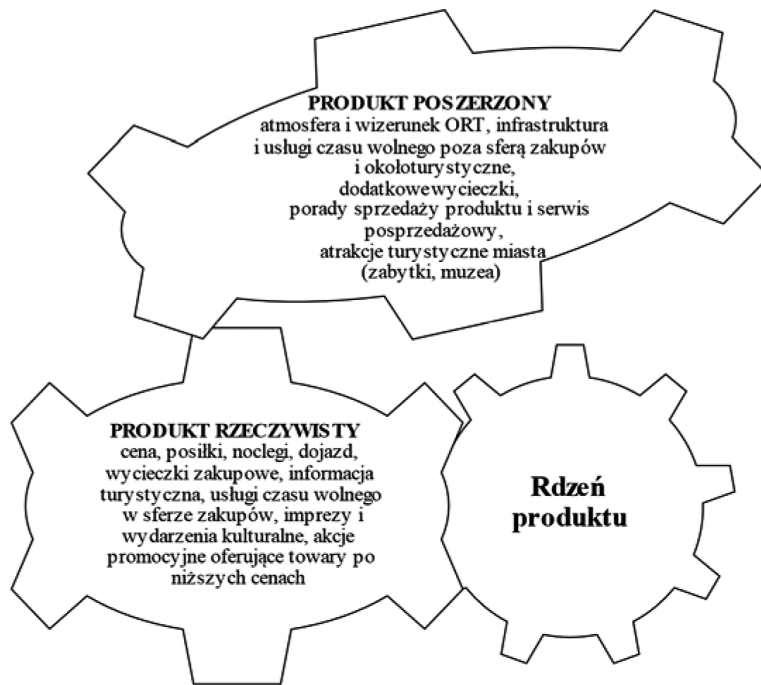 PRODUKT POSZERZONY
atmosfera i wizerunek ORT, infrastruktura
i usługi czasu wolnego poza sferą zakupów
i okołoturystyczne,
dodatkowewycieczki,
porady sprzedaży produktu i serwis
posprzedażowy,
atrakcje turystyczne miasta
(zabytki, muzea)
PRODUKT RZECZYWISTY
cena, posiłki, noclegi, dojazd,
wycieczki zakupowe, informacja
turystyczna, usługi czasu wolnego
w sferze zakupów, imprezy i
wydarzenia kulturalne, akcje
promocyjne oferujące towary po
niższych cenach
Rdzeń
produktu